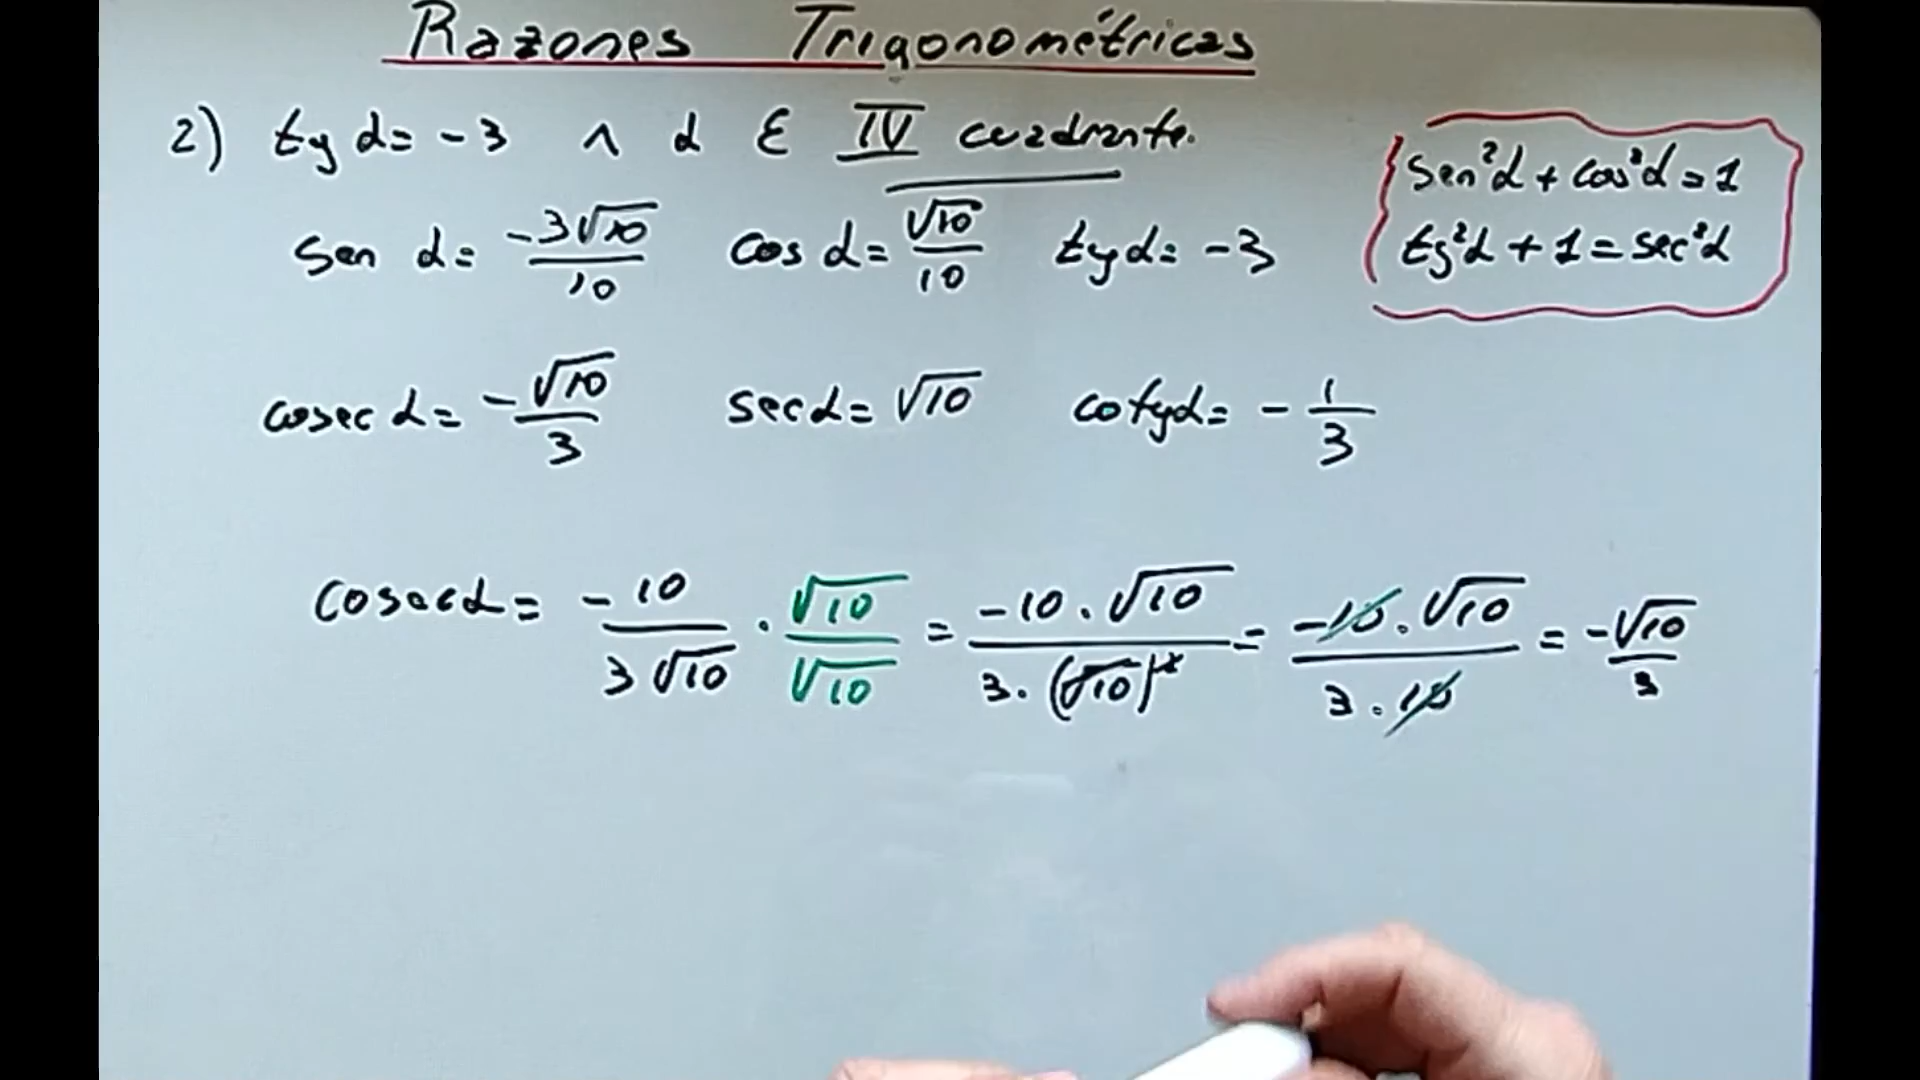 Razones Trigonométricas
2) tg α = -3 ∧ α ∈ IV cuadrante.
sen²α + cos²α = 1
tg²α + 1 = sec²α
sen α = -3√10/10 cos α = √10/10 tg α = -3
cosec α = -√10/3 sec α = √10 cotg α = -1/3
cosec α = -10/3√10 · √10/√10 = -10·√10/3·(√10)² = -10·√10/3·10 = -√10/3